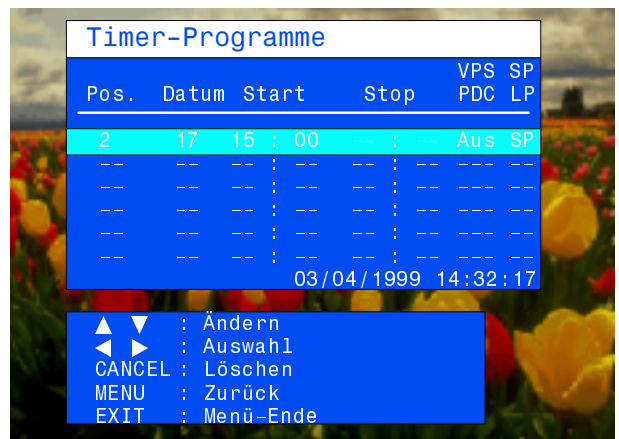 Timer-Programme
VPS SP
Pos. Datum Start Stop PDC LP
2 17 15 : 00 -- : -- Aus SP
-- -- -- : -- -- : -- --- --
-- -- -- : -- -- : -- --- --
-- -- -- : -- -- : -- --- --
-- -- -- : -- -- : -- --- --
-- -- -- : -- -- : -- --- --
03/04/1999 14:32:17
▲ ▼ : Ändern
◀ ▶ : Auswahl
CANCEL : Löschen
MENU : Zurück
EXIT : Menü-Ende